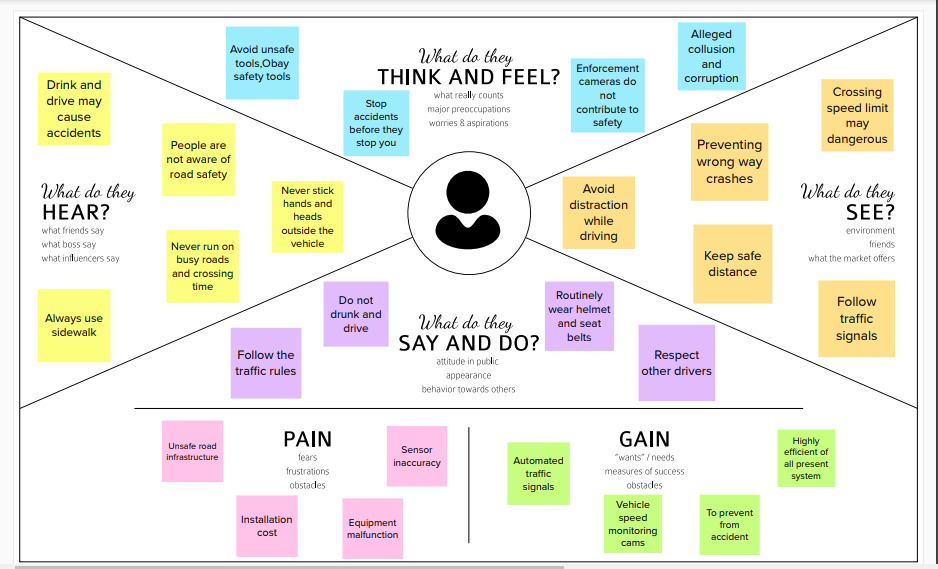 What do they
THINK AND FEEL?
what really counts
major preoccupations
worries & aspirations
Avoid unsafe
tools,Obay
safety tools
Stop
accidents
before they
stop you
Enforcement
cameras do
not
contribute to
safety
Alleged
collusion
and
corruption
What do they
HEAR?
what friends say
what boss say
what influencers say
Drink and
drive may
cause
accidents
People are
not aware of
road safety
Never stick
hands and
heads
outside the
vehicle
Never run on
busy roads
and crossing
time
Always use
sidewalk
What do they
SEE?
environment
friends
what the market offers
Crossing
speed limit
may
dangerous
Preventing
wrong way
crashes
Avoid
distraction
while
driving
Keep safe
distance
Follow
traffic
signals
What do they
SAY AND DO?
attitude in public
appearance
behavior towards others
Do not
drunk and
drive
Follow the
traffic rules
Routinely
wear helmet
and seat
belts
Respect
other drivers
PAIN
fears
frustrations
obstacles
Unsafe road
infrastructure
Sensor
inaccuracy
Installation
cost
Equipment
malfunction
GAIN
"wants" / needs
measures of success
obstacles
Automated
traffic
signals
Highly
efficient of
all present
system
Vehicle
speed
monitoring
cams
To prevent
from
accident